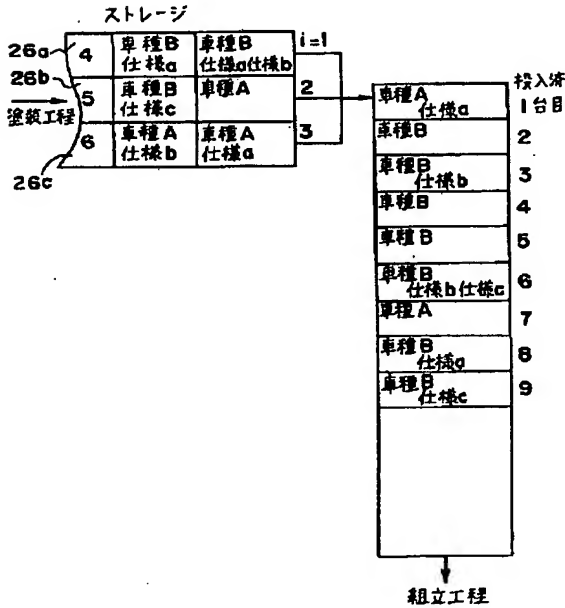 ストレージ
26a
4
車種B
仕様a
車種B
仕様a仕様b
i=1
26b
5
車種B
仕様c
車種A
2
塗装工程
6
車種A
仕様b
車種A
仕様a
3
26c
投入済
車種A
仕様a
1台目
車種B
2
車種B
仕様b
3
車種B
4
車種B
5
車種B
仕様b仕様c
6
車種A
7
車種B
仕様a
8
車種B
仕様c
9
組立工程